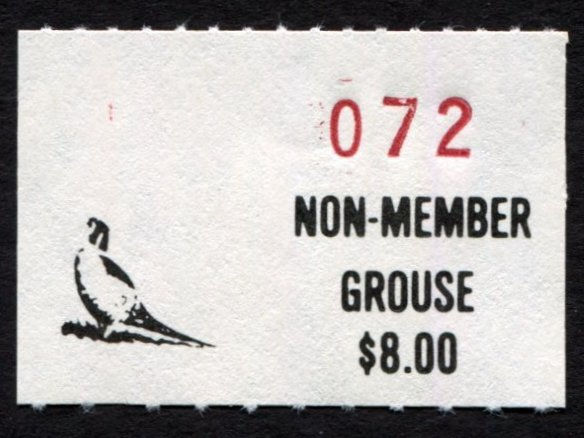 072
NON-MEMBER
GROUSE
$8.00